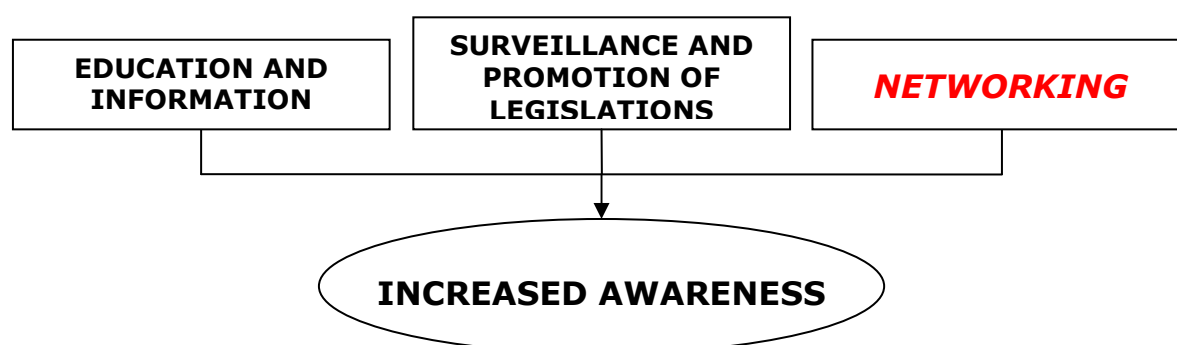 EDUCATION AND
INFORMATION
SURVEILLANCE AND
PROMOTION OF
LEGISLATIONS
NETWORKING
INCREASED AWARENESS